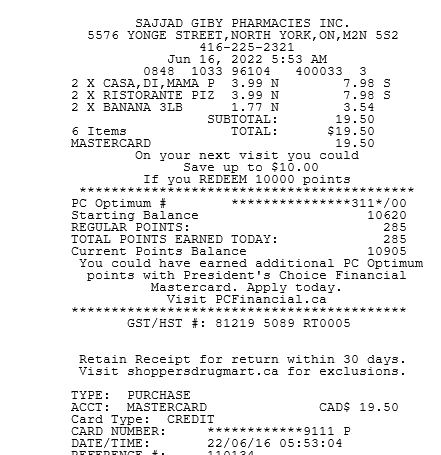 SAJJAD GIBY PHARMACIES INC.
5576 YONGE STREET,NORTH YORK,ON,M2N 5S2
416-225-2321
Jun 16, 2022 5:53 AM
0848 1033 96104 400033 3
2 X CASA,DI,MAMA P 3.99 N 7.98 S
2 X RISTORANTE PIZ 3.99 N 7.98 S
2 X BANANA 3LB 1.77 N 3.54
SUBTOTAL: 19.50
6 Items TOTAL: $19.50
MASTERCARD 19.50
On your next visit you could
Save up to $10.00
If you REDEEM 10000 points
******************************************
PC Optimum # ***************311*/00
Starting Balance 10620
REGULAR POINTS: 285
TOTAL POINTS EARNED TODAY: 285
Current Points Balance 10905
You could have earned additional PC Optimum
points with President's Choice Financial
Mastercard. Apply today.
Visit PCFinancial.ca
******************************************
GST/HST #: 81219 5089 RT0005
Retain Receipt for return within 30 days.
Visit shoppersdrugmart.ca for exclusions.
TYPE: PURCHASE
ACCT: MASTERCARD CAD$ 19.50
Card Type: CREDIT
CARD NUMBER: ************9111 P
DATE/TIME: 22/06/16 05:53:04
REFERENCE #: 110134